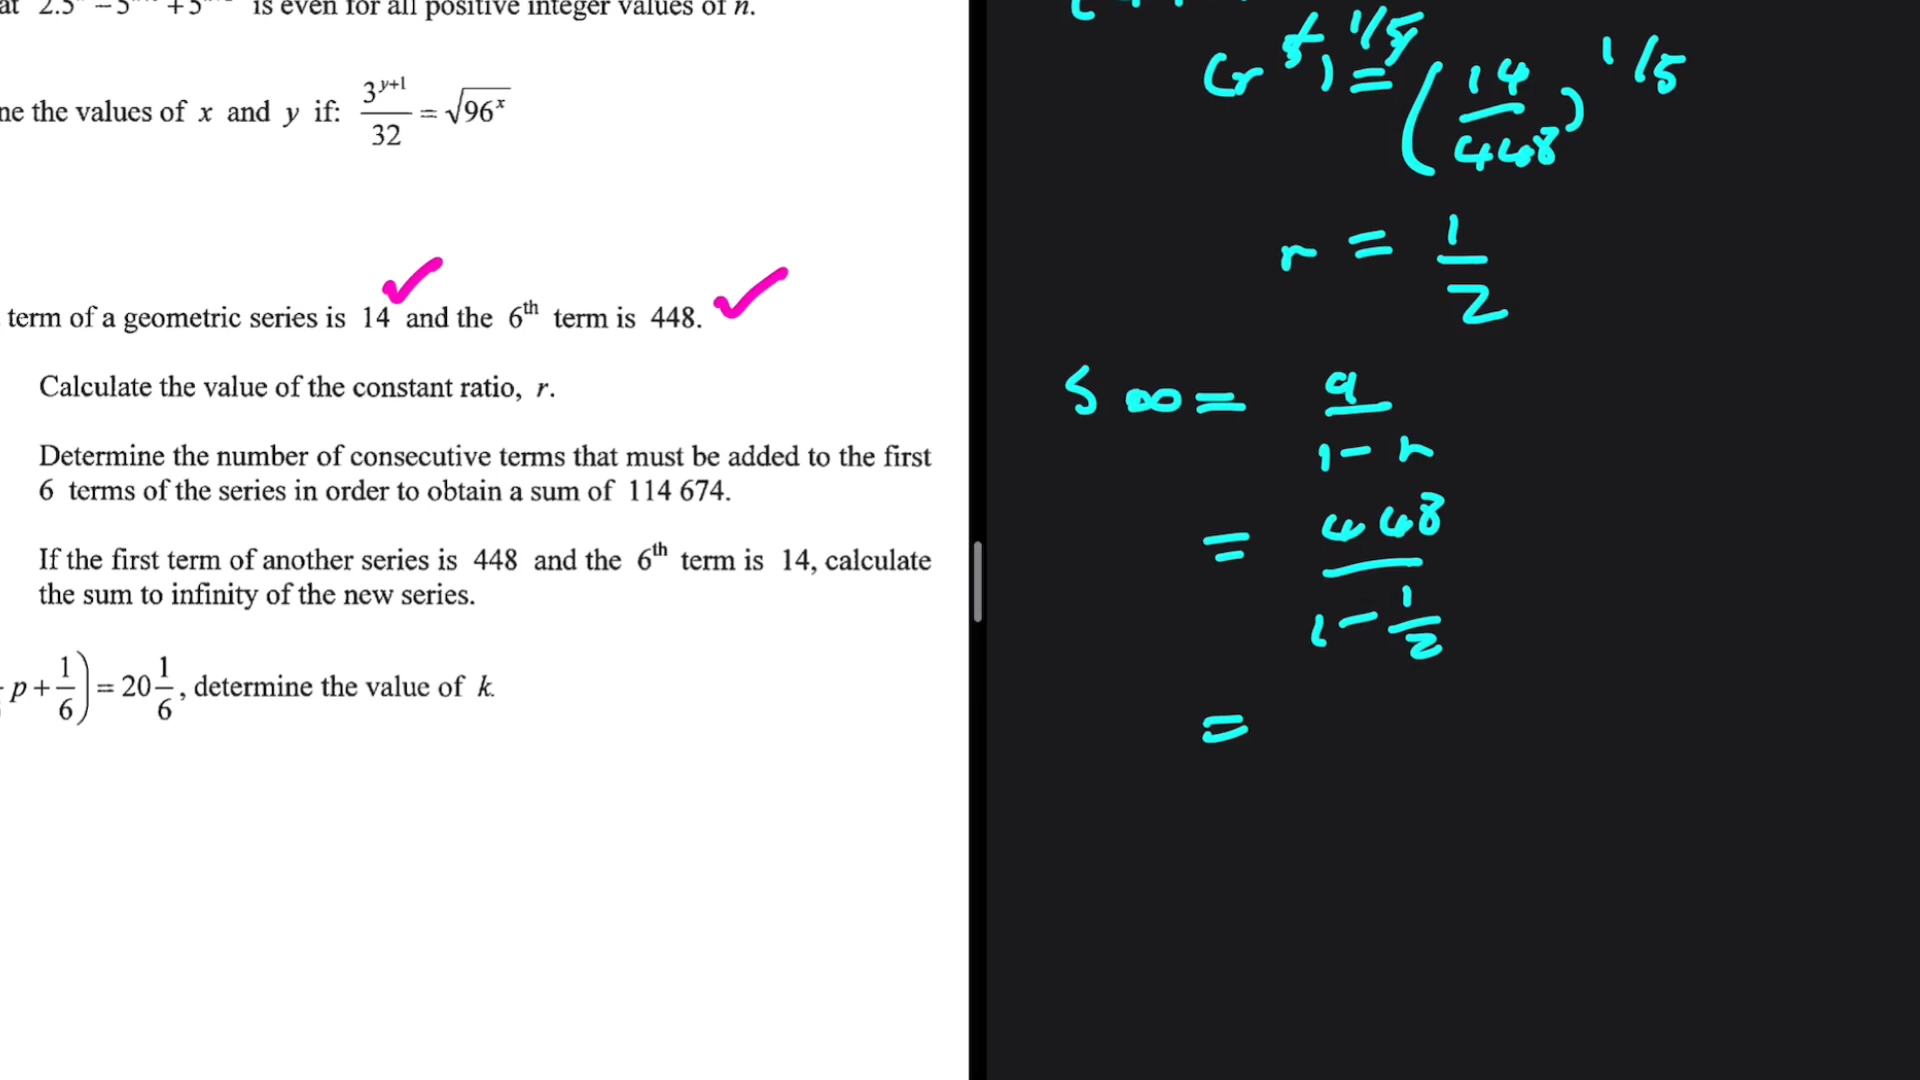 is even for all positive integer values of n.
ne the values of x and y if: 3^{y+1}/32 = √96^x
term of a geometric series is 14 and the 6th term is 448.
Calculate the value of the constant ratio, r.
Determine the number of consecutive terms that must be added to the first
6 terms of the series in order to obtain a sum of 114 674.
If the first term of another series is 448 and the 6th term is 14, calculate
the sum to infinity of the new series.
p + 1/6) = 20 1/6, determine the value of k.
(r^5)^{1/5} = (14/448)^{1/5}
r = 1/2
S∞ = a/(1 - r)
= 448/(1 - 1/2)
=